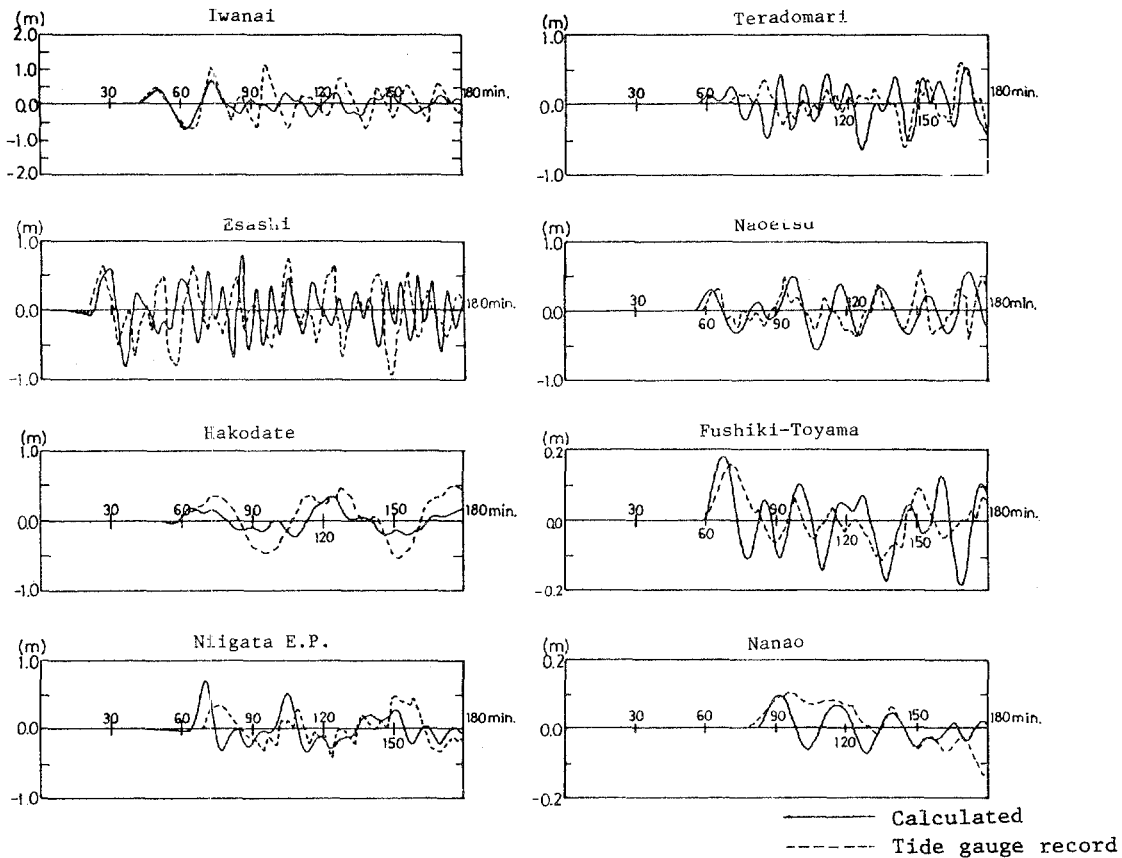 Iwanai
(m)
2.0
1.0
0.0
-1.0
-2.0
30
60
90
120
150
180min.
Teradomari
(m)
1.0
0.0
-1.0
30
60
120
150
180min.
Esashi
(m)
1.0
0.0
-1.0
180min.
Naoetsu
(m)
1.0
0.0
-1.0
30
60
90
120
180min.
Hakodate
(m)
1.0
0.0
-1.0
30
60
90
120
150
180min.
Fushiki-Toyama
(m)
0.2
0.0
-0.2
30
60
90
120
150
180min.
Niigata E.P.
(m)
1.0
0.0
-1.0
30
60
90
120
150
180min.
Nanao
(m)
0.2
0.0
-0.2
30
60
90
120
150
180min.
Calculated
Tide gauge record